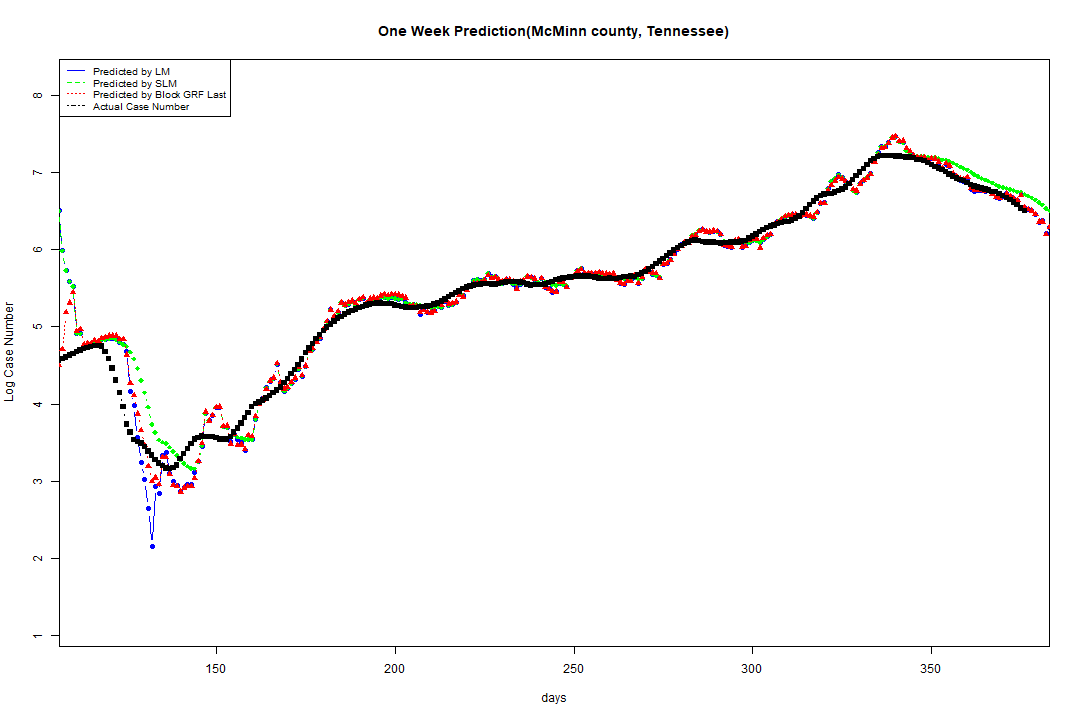 One Week Prediction(McMinn county, Tennessee)
Predicted by LM
Predicted by SLM
Predicted by Block GRF Last
Actual Case Number
8
7
6
5
4
3
2
1
Log Case Number
150 200 250 300 350
days